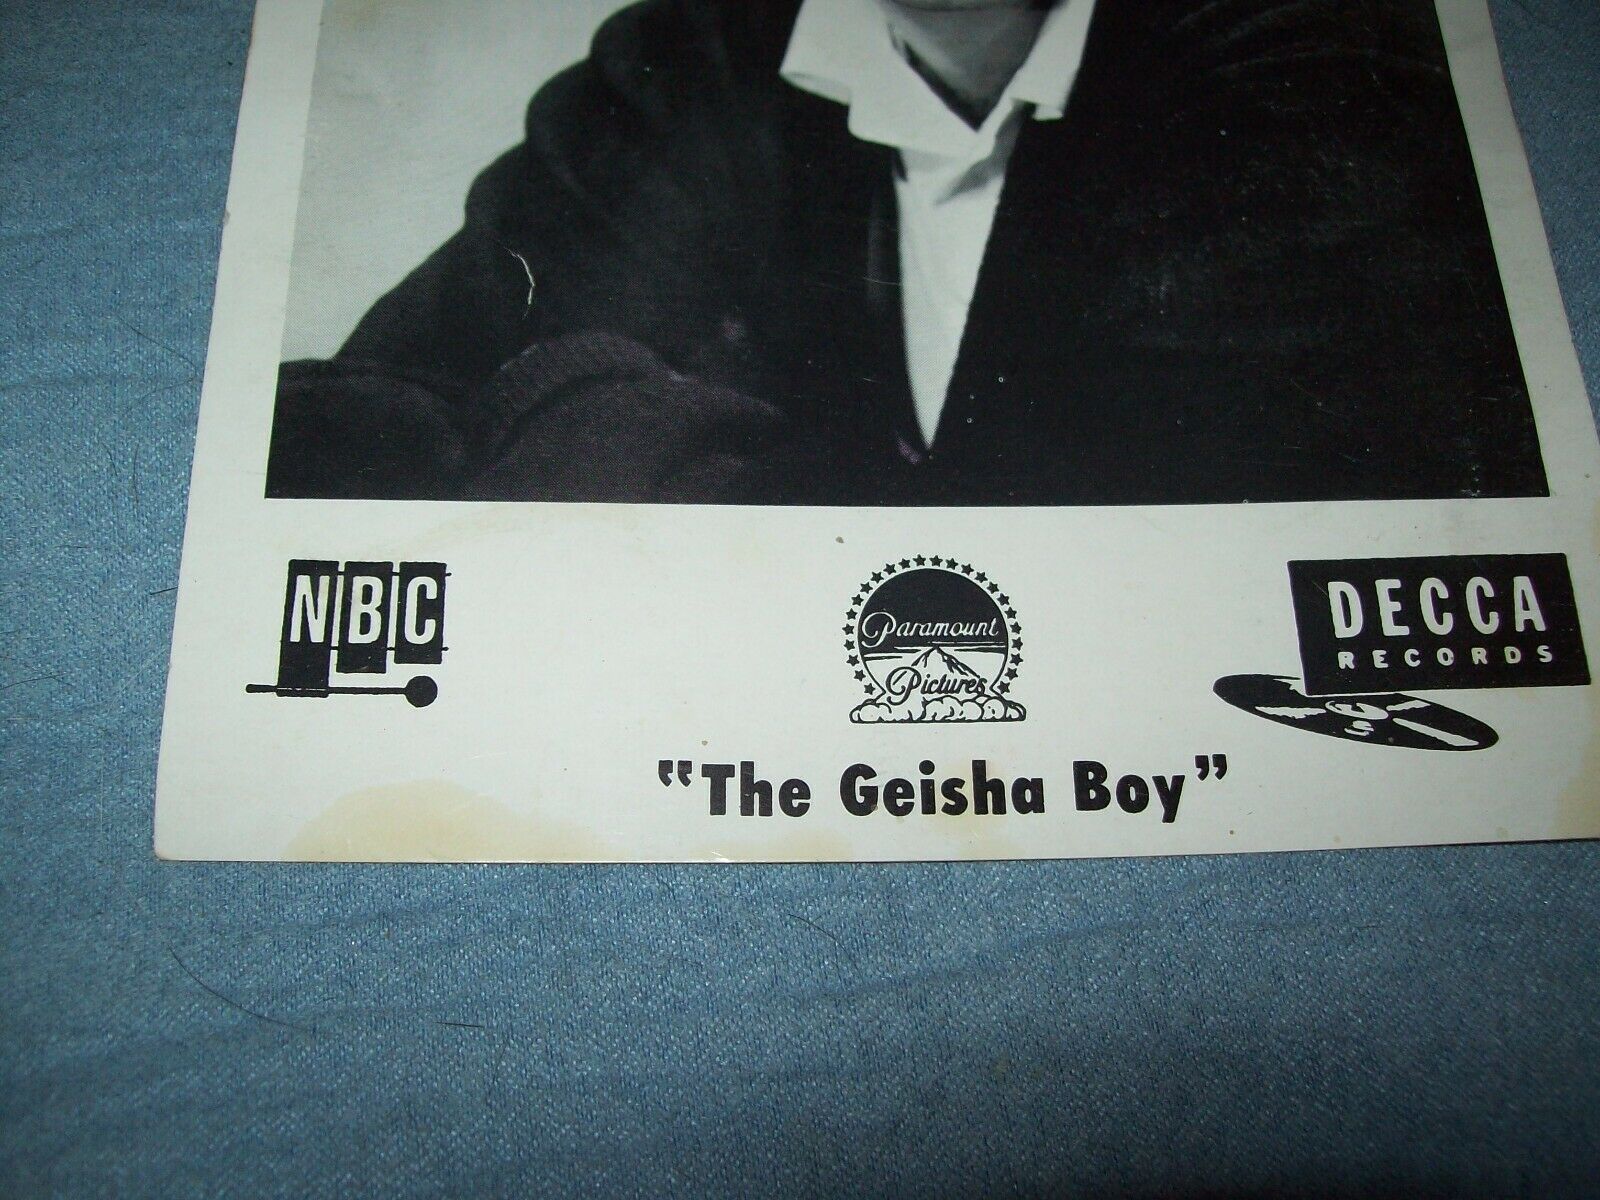 NBC
Paramount
Pictures
DECCA
RECORDS
"The Geisha Boy"